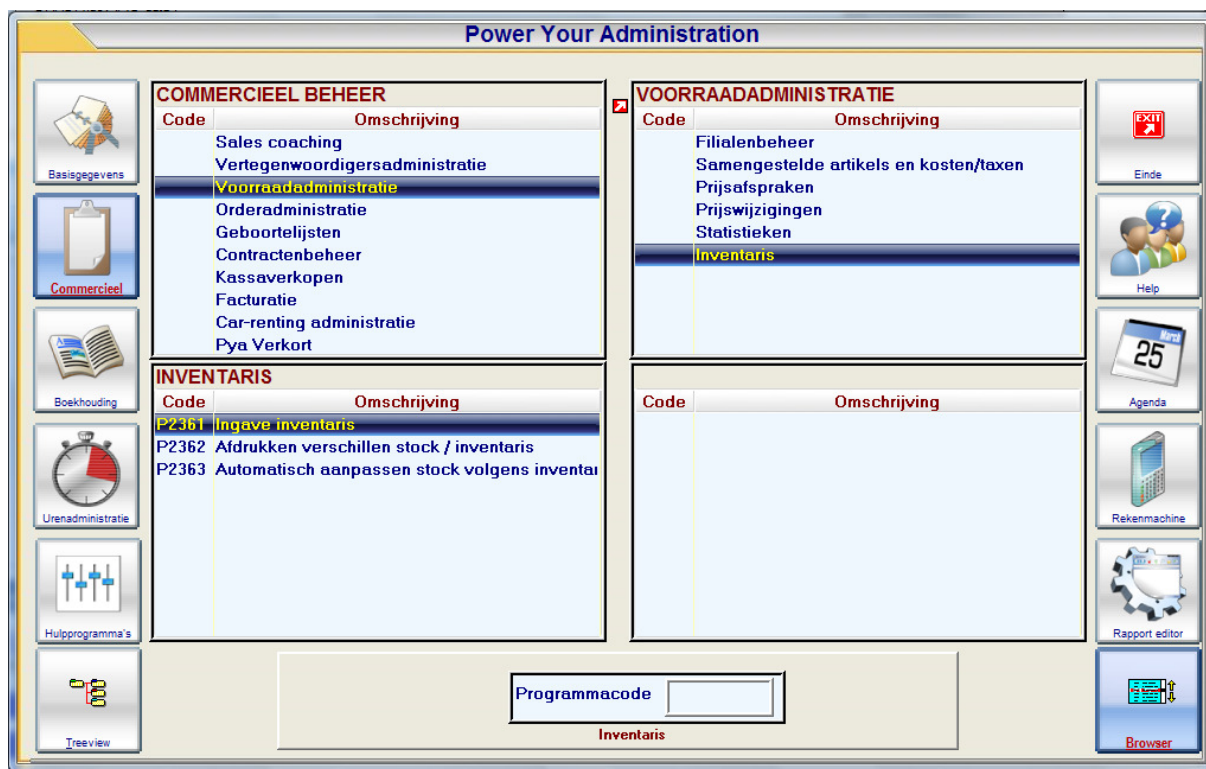 Power Your Administration
Basisgegevens
Commercieel
Boekhouding
Urenadministratie
Hulpprogramma's
Treeview
COMMERCIEEL BEHEER
Code Omschrijving
Sales coaching
Vertegenwoordigersadministratie
Voorraadadministratie
Orderadministratie
Geboortelijsten
Contractenbeheer
Kassaverkopen
Facturatie
Car-renting administratie
Pya Verkort
VOORRAADADMINISTRATIE
Code Omschrijving
Filialenbeheer
Samengestelde artikels en kosten/taxen
Prijsafspraken
Prijswijzigingen
Statistieken
Inventaris
INVENTARIS
Code Omschrijving
P2361 Ingave inventaris
P2362 Afdrukken verschillen stock / inventaris
P2363 Automatisch aanpassen stock volgens inventar
Code Omschrijving
Programmacode
Inventaris
EXIT
Einde
Help
March
25
Agenda
Rekenmachine
Rapport editor
Browser